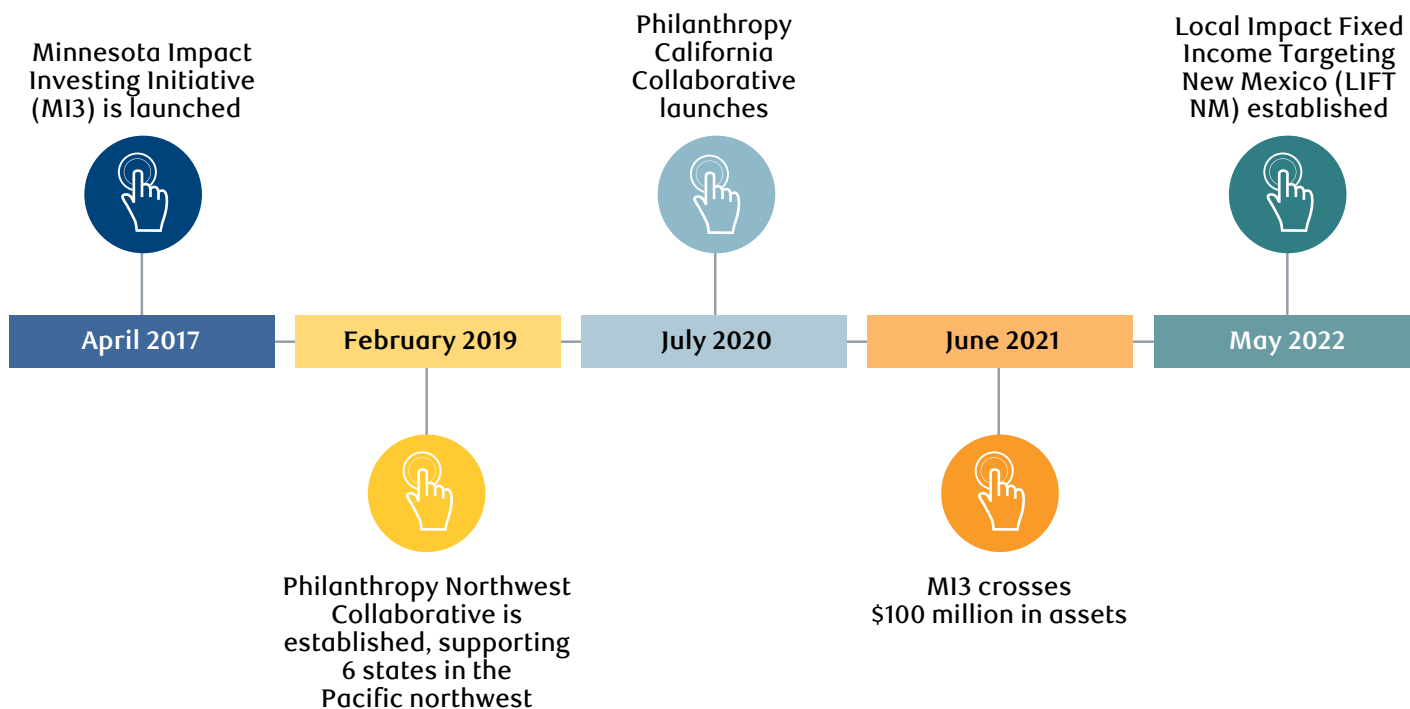 Minnesota Impact
Investing Initiative
(MI3) is launched
Philanthropy
California
Collaborative
launches
Local Impact Fixed
Income Targeting
New Mexico (LIFT
NM) established
April 2017
February 2019
July 2020
June 2021
May 2022
Philanthropy Northwest
Collaborative is
established, supporting
6 states in the
Pacific northwest
MI3 crosses
$100 million in assets